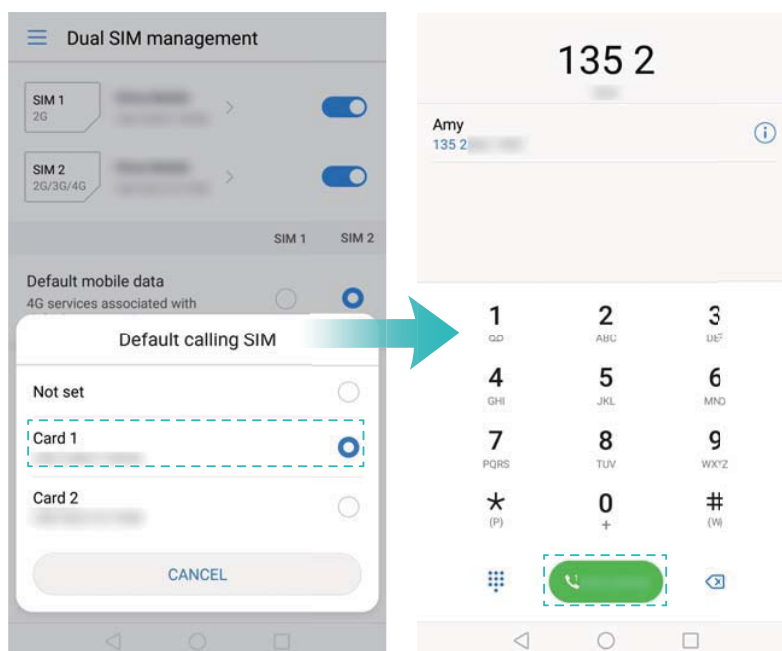 Dual SIM management
SIM 1
2G
SIM 2
2G/3G/4G
SIM 1 SIM 2
Default mobile data
4G services associated with
Default calling SIM
Not set
Card 1
Card 2
CANCEL
135 2
Amy
135 2
1 2 3
ABC DEF
4 5 6
GHI JKL MNO
7 8 9
PQRS TUV WXYZ
* 0 #
(P) + (W)
1